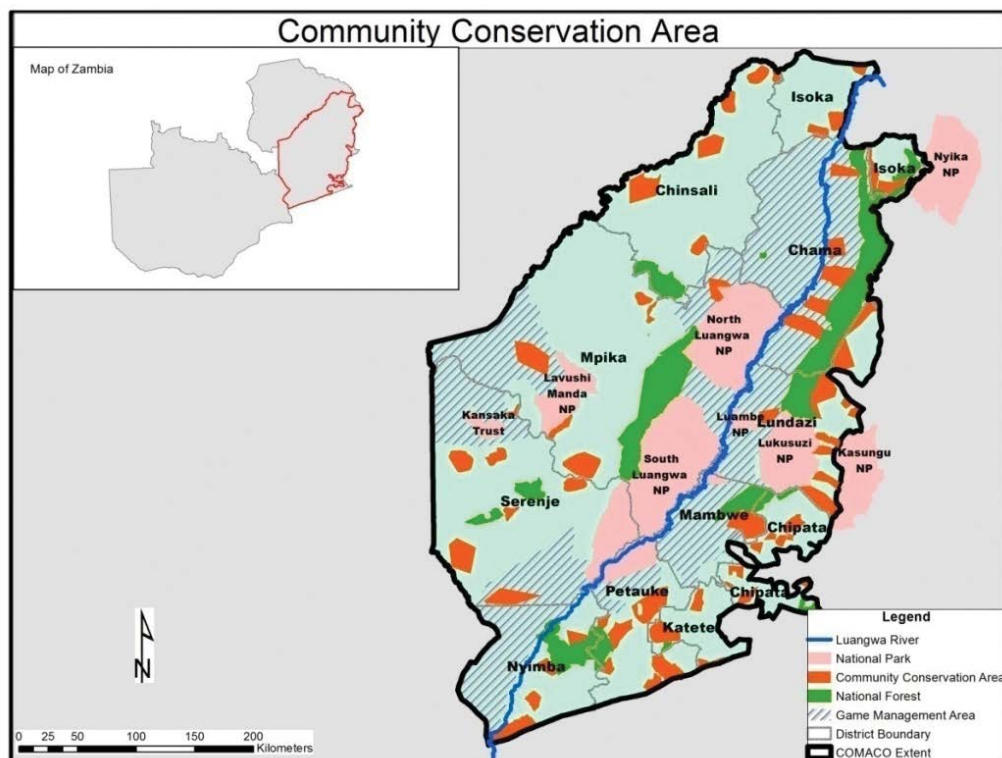 Community Conservation Area
Map of Zambia
Isoka
Isoka
Nyika
NP
Chinsali
Chama
North
Luangwa
NP
Mpika
Lavushi
Manda
NP
Kansaka
Trust
Luambe
NP
Lundazi
Lukusuzi
NP
Kasungu
NP
South
Luangwa
NP
Serenje
Mambwe
Chipata
Petauke
Chipata
Katete
Nyimba
N
Legend
Luangwa River
National Park
Community Conservation Area
National Forest
Game Management Area
District Boundary
COMACO Extent
0 25 50 100 150 200
Kilometers